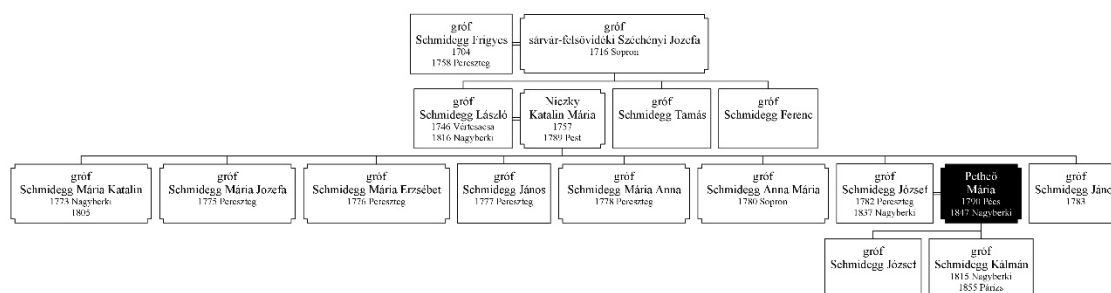 gróf
Schmidegg Frigyes
1704
1758 Pereszteg
gróf
sárvár-felsővidéki Széchényi Jozefa
1716 Sopron
gróf
Schmidegg László
1746 Vértesacsa
1816 Nagyberki
Niczky
Katalin Mária
1757
1789 Pest
gróf
Schmidegg Tamás
gróf
Schmidegg Ferenc
gróf
Schmidegg Mária Katalin
1773 Nagyberki
1805
gróf
Schmidegg Mária Jozefa
1775 Pereszteg
gróf
Schmidegg Mária Erzsébet
1776 Pereszteg
gróf
Schmidegg János
1777 Pereszteg
gróf
Schmidegg Mária Anna
1778 Pereszteg
gróf
Schmidegg Anna Mária
1780 Sopron
gróf
Schmidegg József
1782 Pereszteg
1837 Nagyberki
Pethcő
Mária
1790 Pécs
1847 Nagyberki
gróf
Schmidegg János
1783
gróf
Schmidegg József
gróf
Schmidegg Kálmán
1815 Nagyberki
1855 Párizs